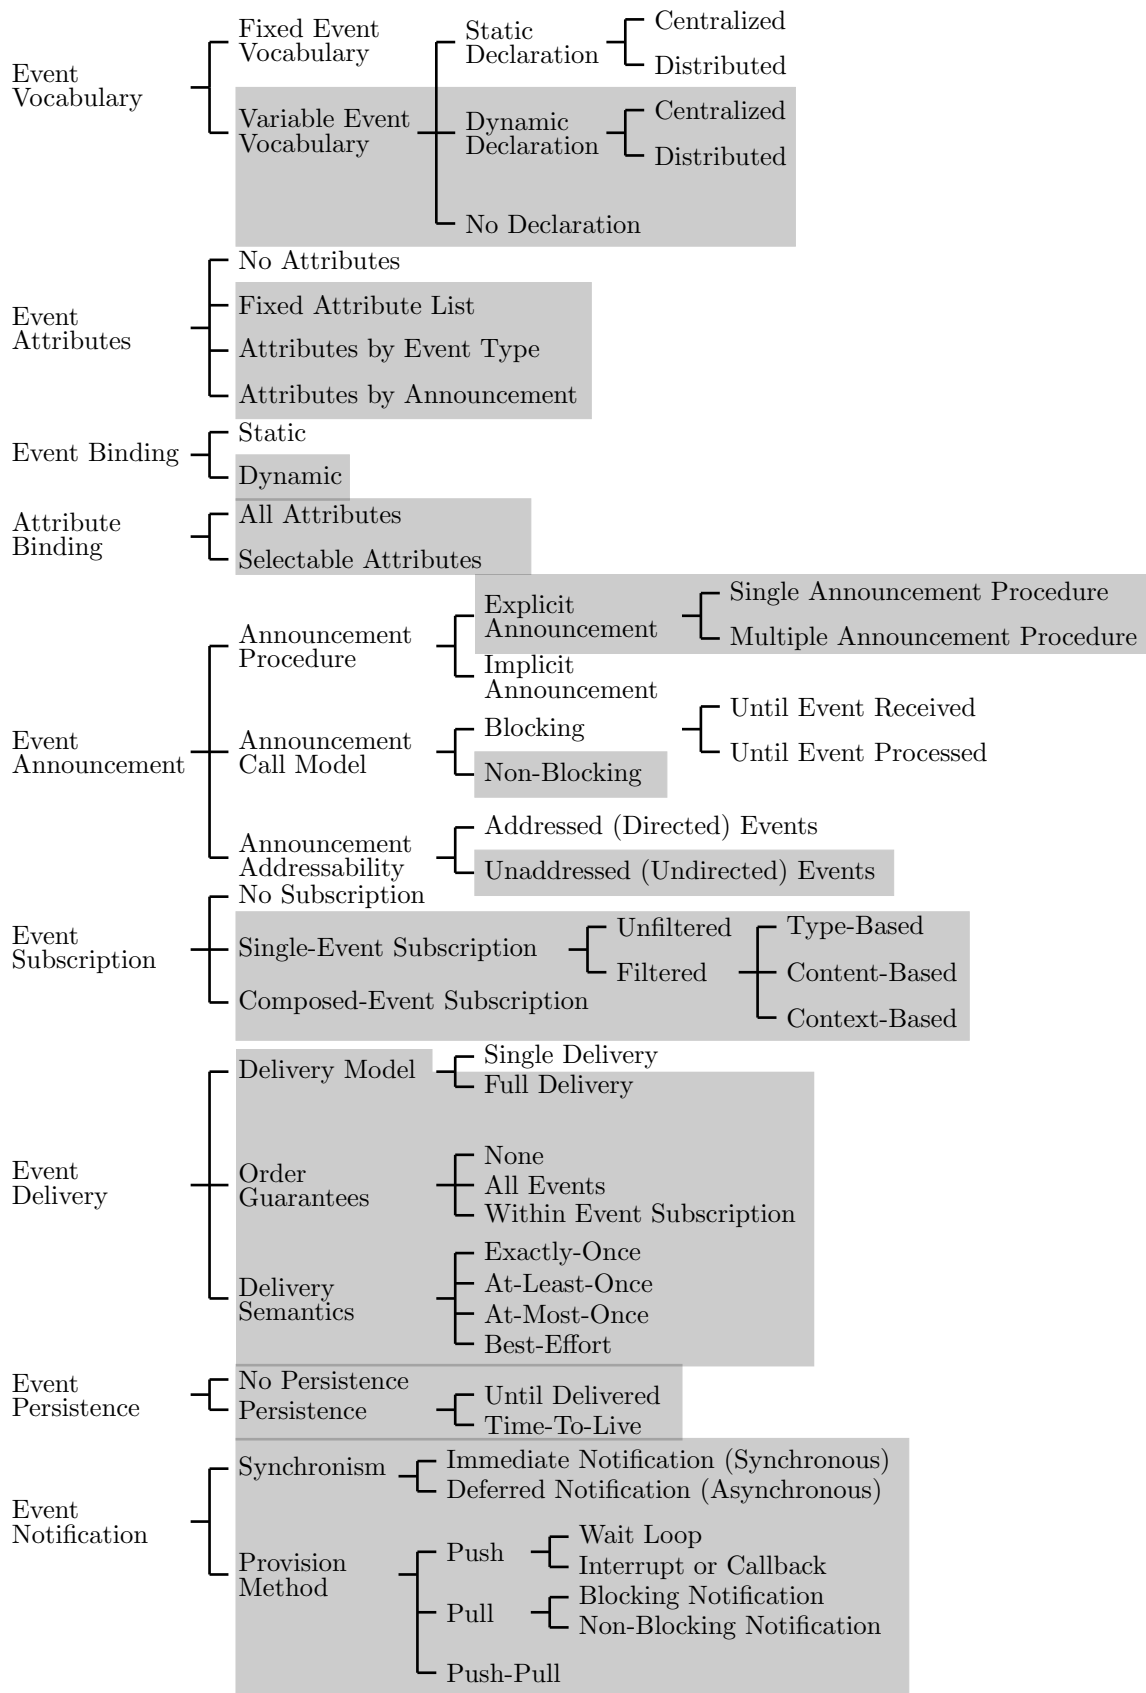 Event
Vocabulary
Fixed Event
Vocabulary
Variable Event
Vocabulary
Static
Declaration
Centralized
Distributed
Dynamic
Declaration
Centralized
Distributed
No Declaration
Event
Attributes
No Attributes
Fixed Attribute List
Attributes by Event Type
Attributes by Announcement
Event Binding
Static
Dynamic
Attribute
Binding
All Attributes
Selectable Attributes
Event
Announcement
Announcement
Procedure
Explicit
Announcement
Single Announcement Procedure
Multiple Announcement Procedure
Implicit
Announcement
Announcement
Call Model
Blocking
Until Event Received
Until Event Processed
Non-Blocking
Announcement
Addressability
Addressed (Directed) Events
Unaddressed (Undirected) Events
Event
Subscription
No Subscription
Single-Event Subscription
Unfiltered
Filtered
Type-Based
Content-Based
Context-Based
Composed-Event Subscription
Event
Delivery
Delivery Model
Single Delivery
Full Delivery
Order
Guarantees
None
All Events
Within Event Subscription
Delivery
Semantics
Exactly-Once
At-Least-Once
At-Most-Once
Best-Effort
Event
Persistence
No Persistence
Persistence
Until Delivered
Time-To-Live
Event
Notification
Synchronism
Immediate Notification (Synchronous)
Deferred Notification (Asynchronous)
Provision
Method
Push
Wait Loop
Interrupt or Callback
Pull
Blocking Notification
Non-Blocking Notification
Push-Pull